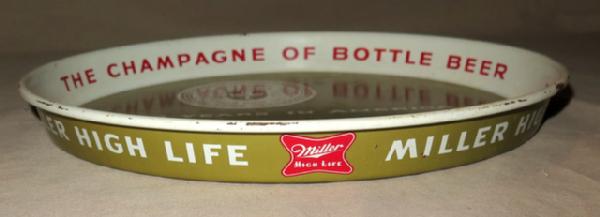 THE CHAMPAGNE OF BOTTLE BEER
ER HIGH LIFE
Miller
HIGH LIFE
MILLER HI